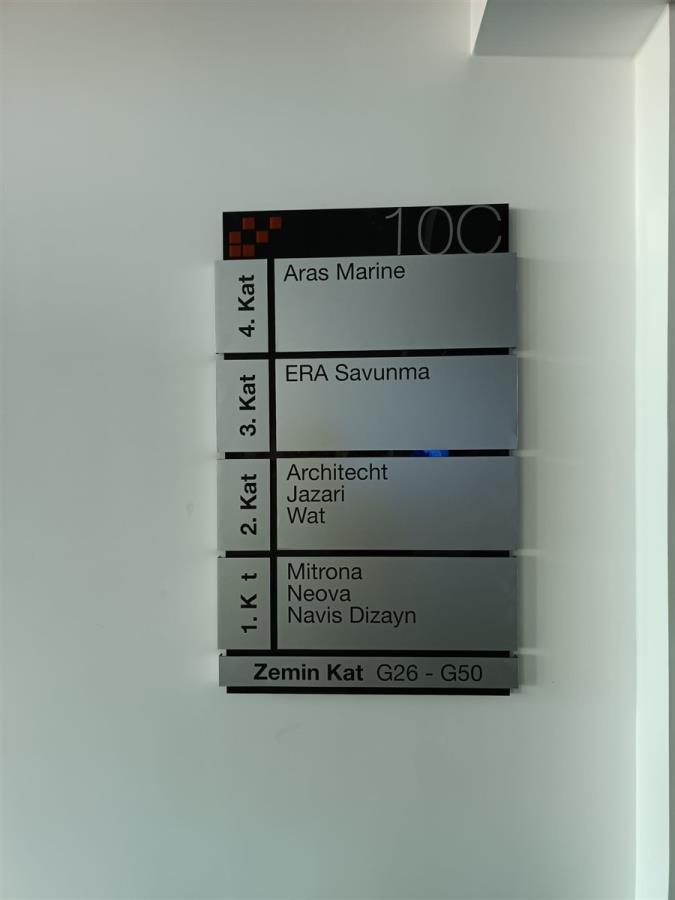 10C
4. Kat
Aras Marine
3. Kat
ERA Savunma
2. Kat
Architecht
Jazari
Wat
1. K t
Mitrona
Neova
Navis Dizayn
Zemin Kat G26 - G50